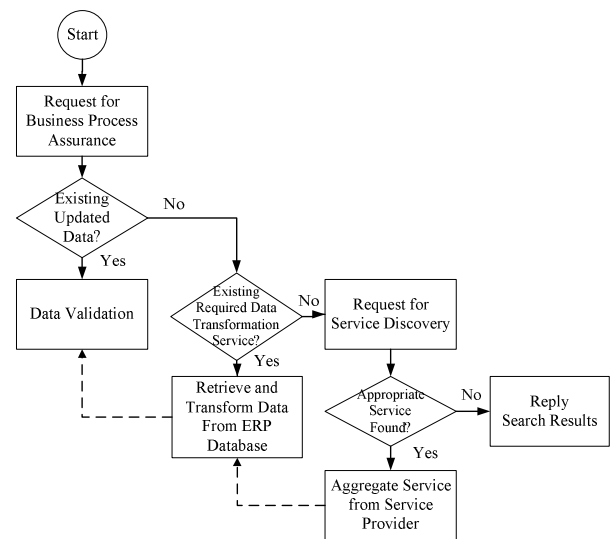 Start
Request for
Business Process
Assurance
Existing
Updated
Data?
No
Yes
Data Validation
Existing
Required Data
Transformation
Service?
No
Yes
Request for
Service Discovery
Retrieve and
Transform Data
From ERP
Database
Appropriate
Service
Found?
No
Yes
Reply
Search Results
Aggregate Service
from Service
Provider